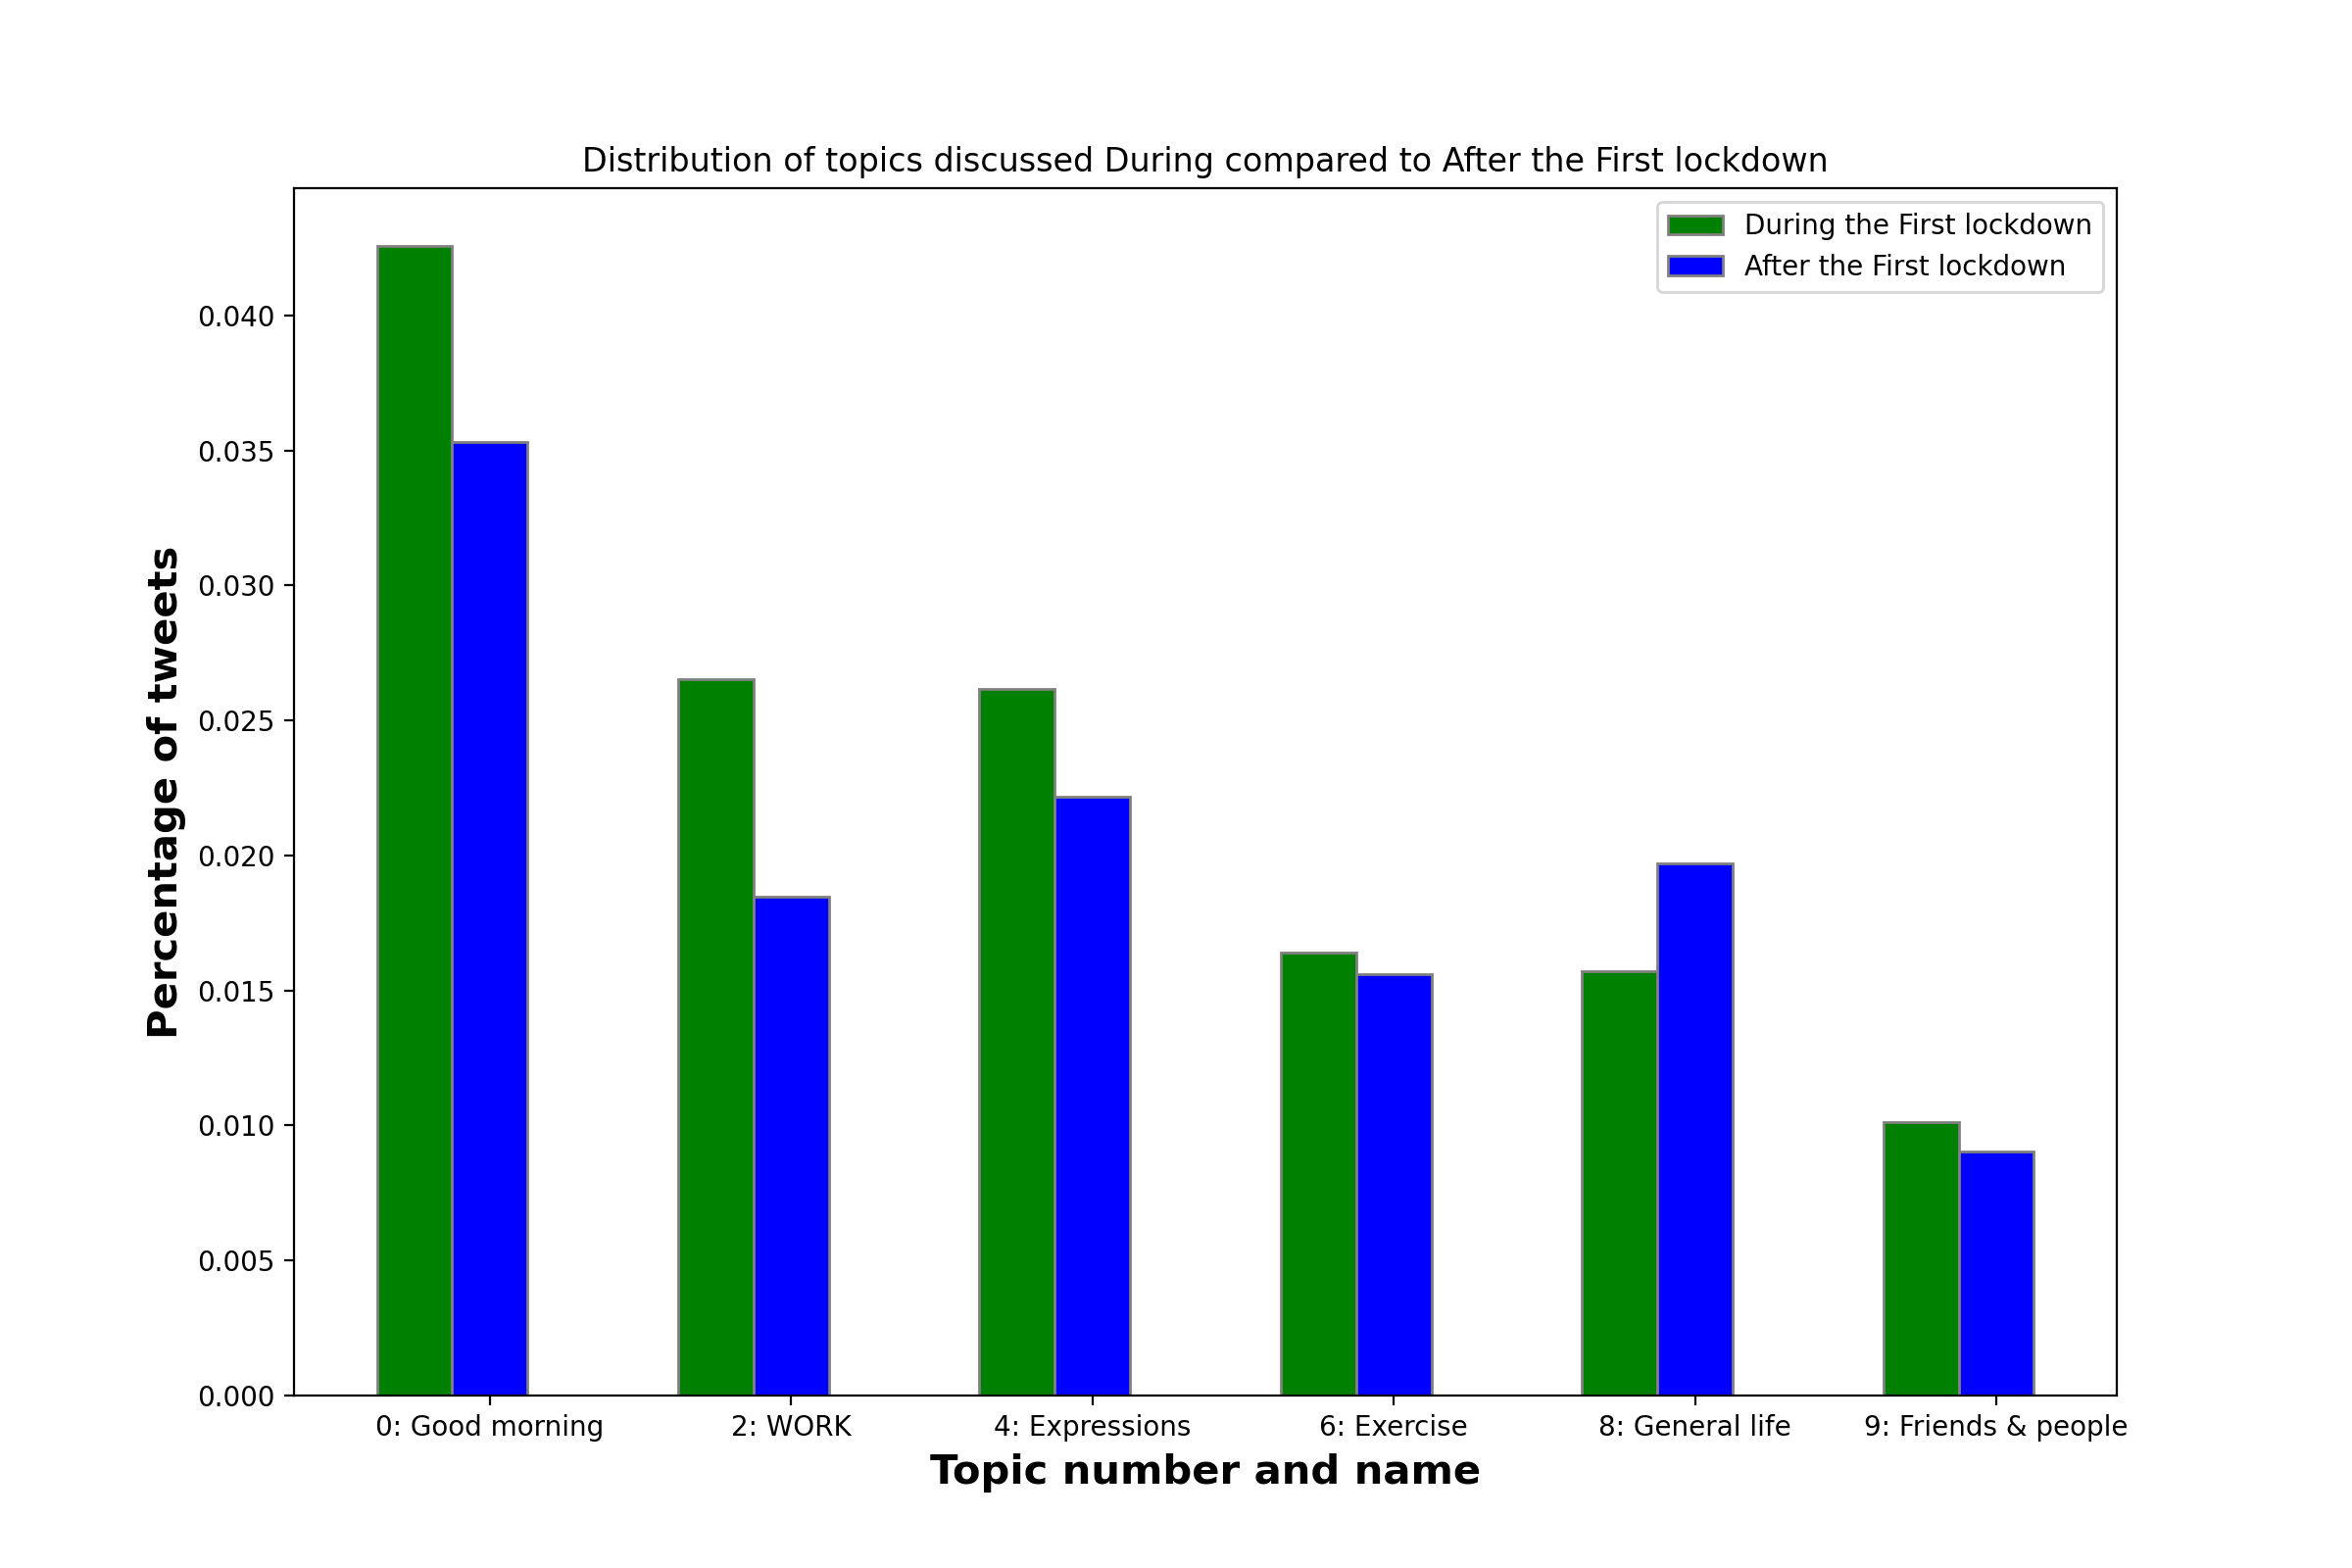 Distribution of topics discussed During compared to After the First lockdown
During the First lockdown
After the First lockdown
Percentage of tweets
0.040
0.035
0.030
0.025
0.020
0.015
0.010
0.005
0.000
0: Good morning
2: WORK
4: Expressions
6: Exercise
8: General life
9: Friends & people
Topic number and name